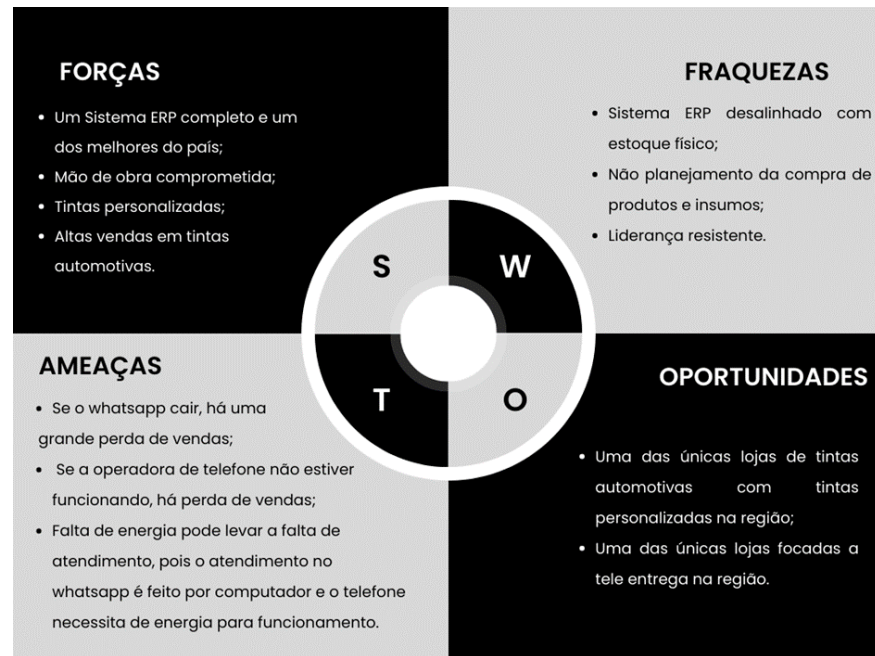 FORÇAS
• Um Sistema ERP completo e um
dos melhores do país;
• Mão de obra comprometida;
• Tintas personalizadas;
• Altas vendas em tintas
automotivas.
FRAQUEZAS
• Sistema ERP desalinhado com
estoque físico;
• Não planejamento da compra de
produtos e insumos;
• Liderança resistente.
S
W
T
O
AMEAÇAS
• Se o whatsapp cair, há uma
grande perda de vendas;
• Se a operadora de telefone não estiver
funcionando, há perda de vendas;
• Falta de energia pode levar a falta de
atendimento, pois o atendimento no
whatsapp é feito por computador e o telefone
necessita de energia para funcionamento.
OPORTUNIDADES
• Uma das únicas lojas de tintas
automotivas com tintas
personalizadas na região;
• Uma das únicas lojas focadas a
tele entrega na região.